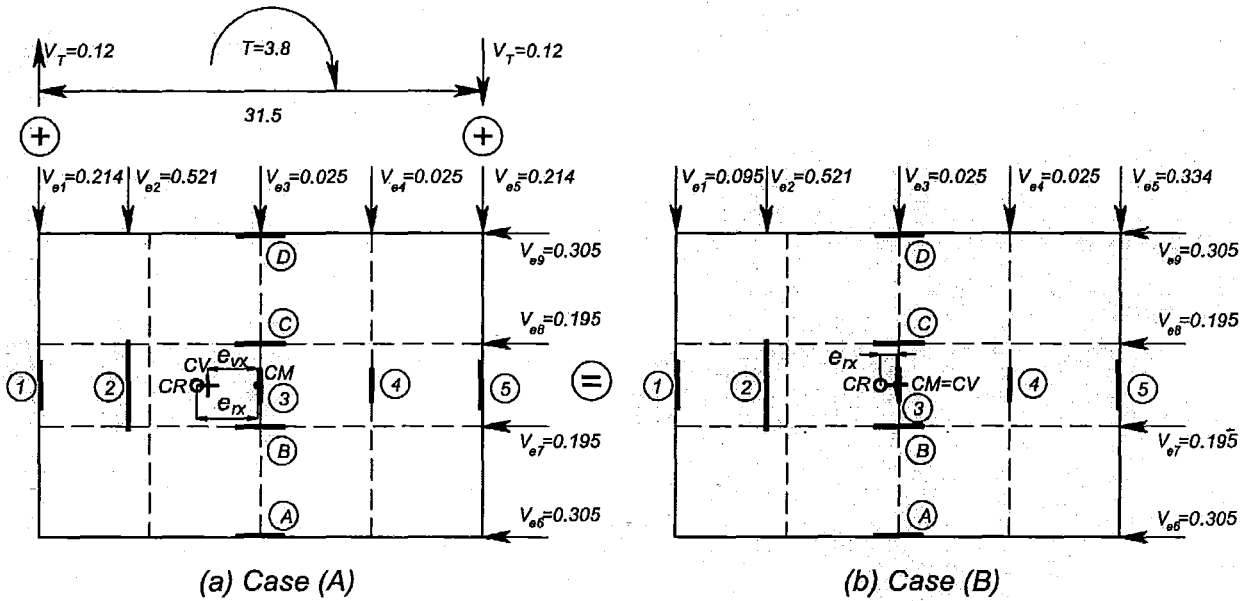 V_T=0.12 T=3.8 V_T=0.12
31.5
+ +
V_e1=0.214 V_e2=0.521 V_e3=0.025 V_e4=0.025 V_e5=0.214
D
V_e9=0.305
C
V_e8=0.195
CV e_vx CM
1 2 CR 3 4 5
e_rx
B
V_e7=0.195
A
V_e6=0.305
(a) Case (A)
=
V_e1=0.095 V_e2=0.521 V_e3=0.025 V_e4=0.025 V_e5=0.334
D
V_e9=0.305
C
V_e8=0.195
e_rx
1 2 CR CM=CV 4 5
3
B
V_e7=0.195
A
V_e6=0.305
(b) Case (B)